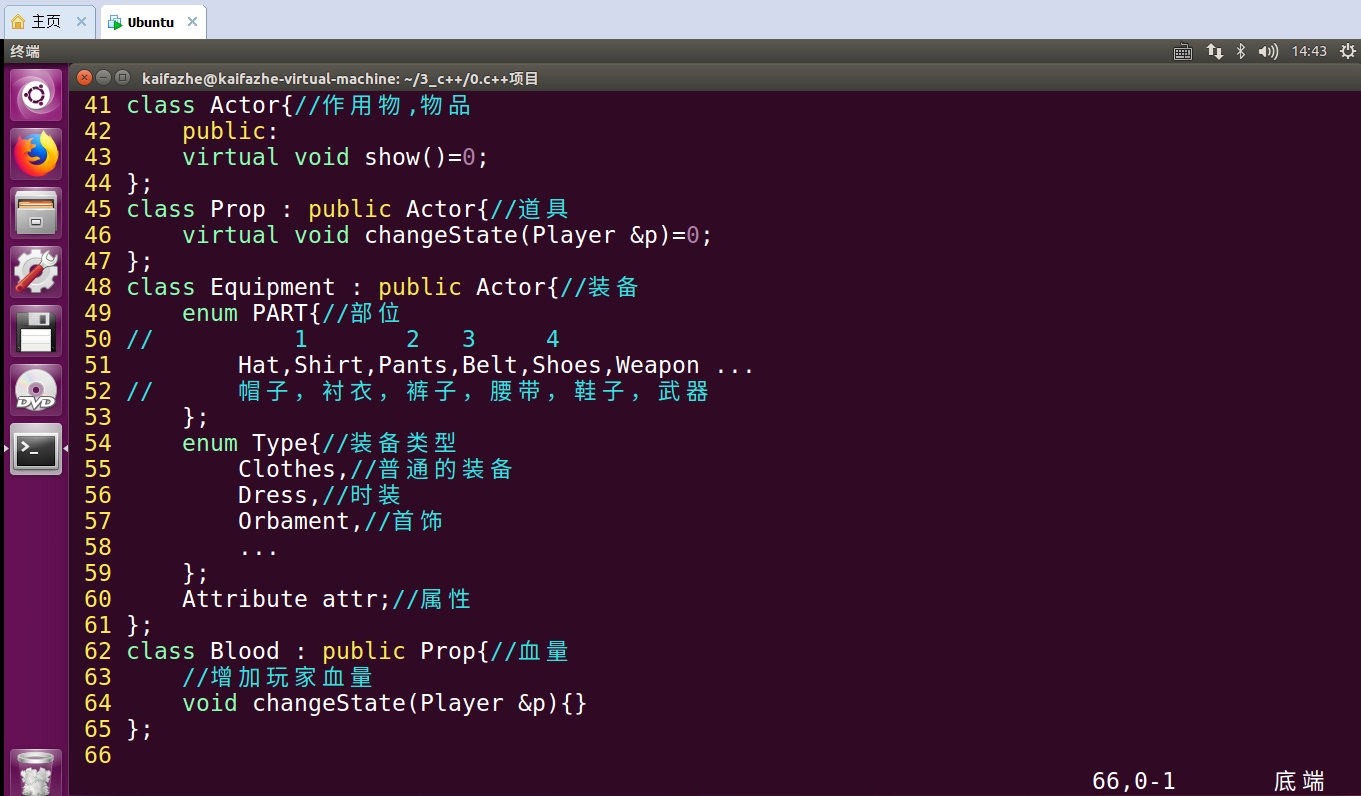 主页 Ubuntu
终端 14:43
kaifazhe@kaifazhe-virtual-machine: ~/3_c++/0.c++项目
41 class Actor{//作用物,物品
42     public:
43     virtual void show()=0;
44 };
45 class Prop : public Actor{//道具
46     virtual void changeState(Player &p)=0;
47 };
48 class Equipment : public Actor{//装备
49     enum PART{//部位
50 //          1       2   3     4
51         Hat,Shirt,Pants,Belt,Shoes,Weapon ...
52 //      帽子，衬衣，裤子，腰带，鞋子，武器
53     };
54     enum Type{//装备类型
55         Clothes,//普通的装备
56         Dress,//时装
57         Orbament,//首饰
58         ...
59     };
60     Attribute attr;//属性
61 };
62 class Blood : public Prop{//血量
63     //增加玩家血量
64     void changeState(Player &p){}
65 };
66
66,0-1 底端
DVD